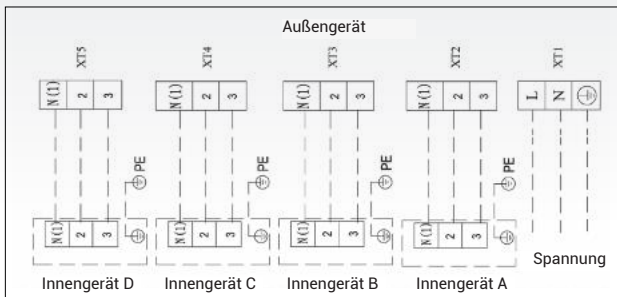 Außengerät
XT5 XT4 XT3 XT2 XT1
N(1) 2 3 N(1) 2 3 N(1) 2 3 N(1) 2 3 L N
PE PE PE PE
N(1) 2 3 N(1) 2 3 N(1) 2 3 N(1) 2 3
Spannung
Innengerät D Innengerät C Innengerät B Innengerät A